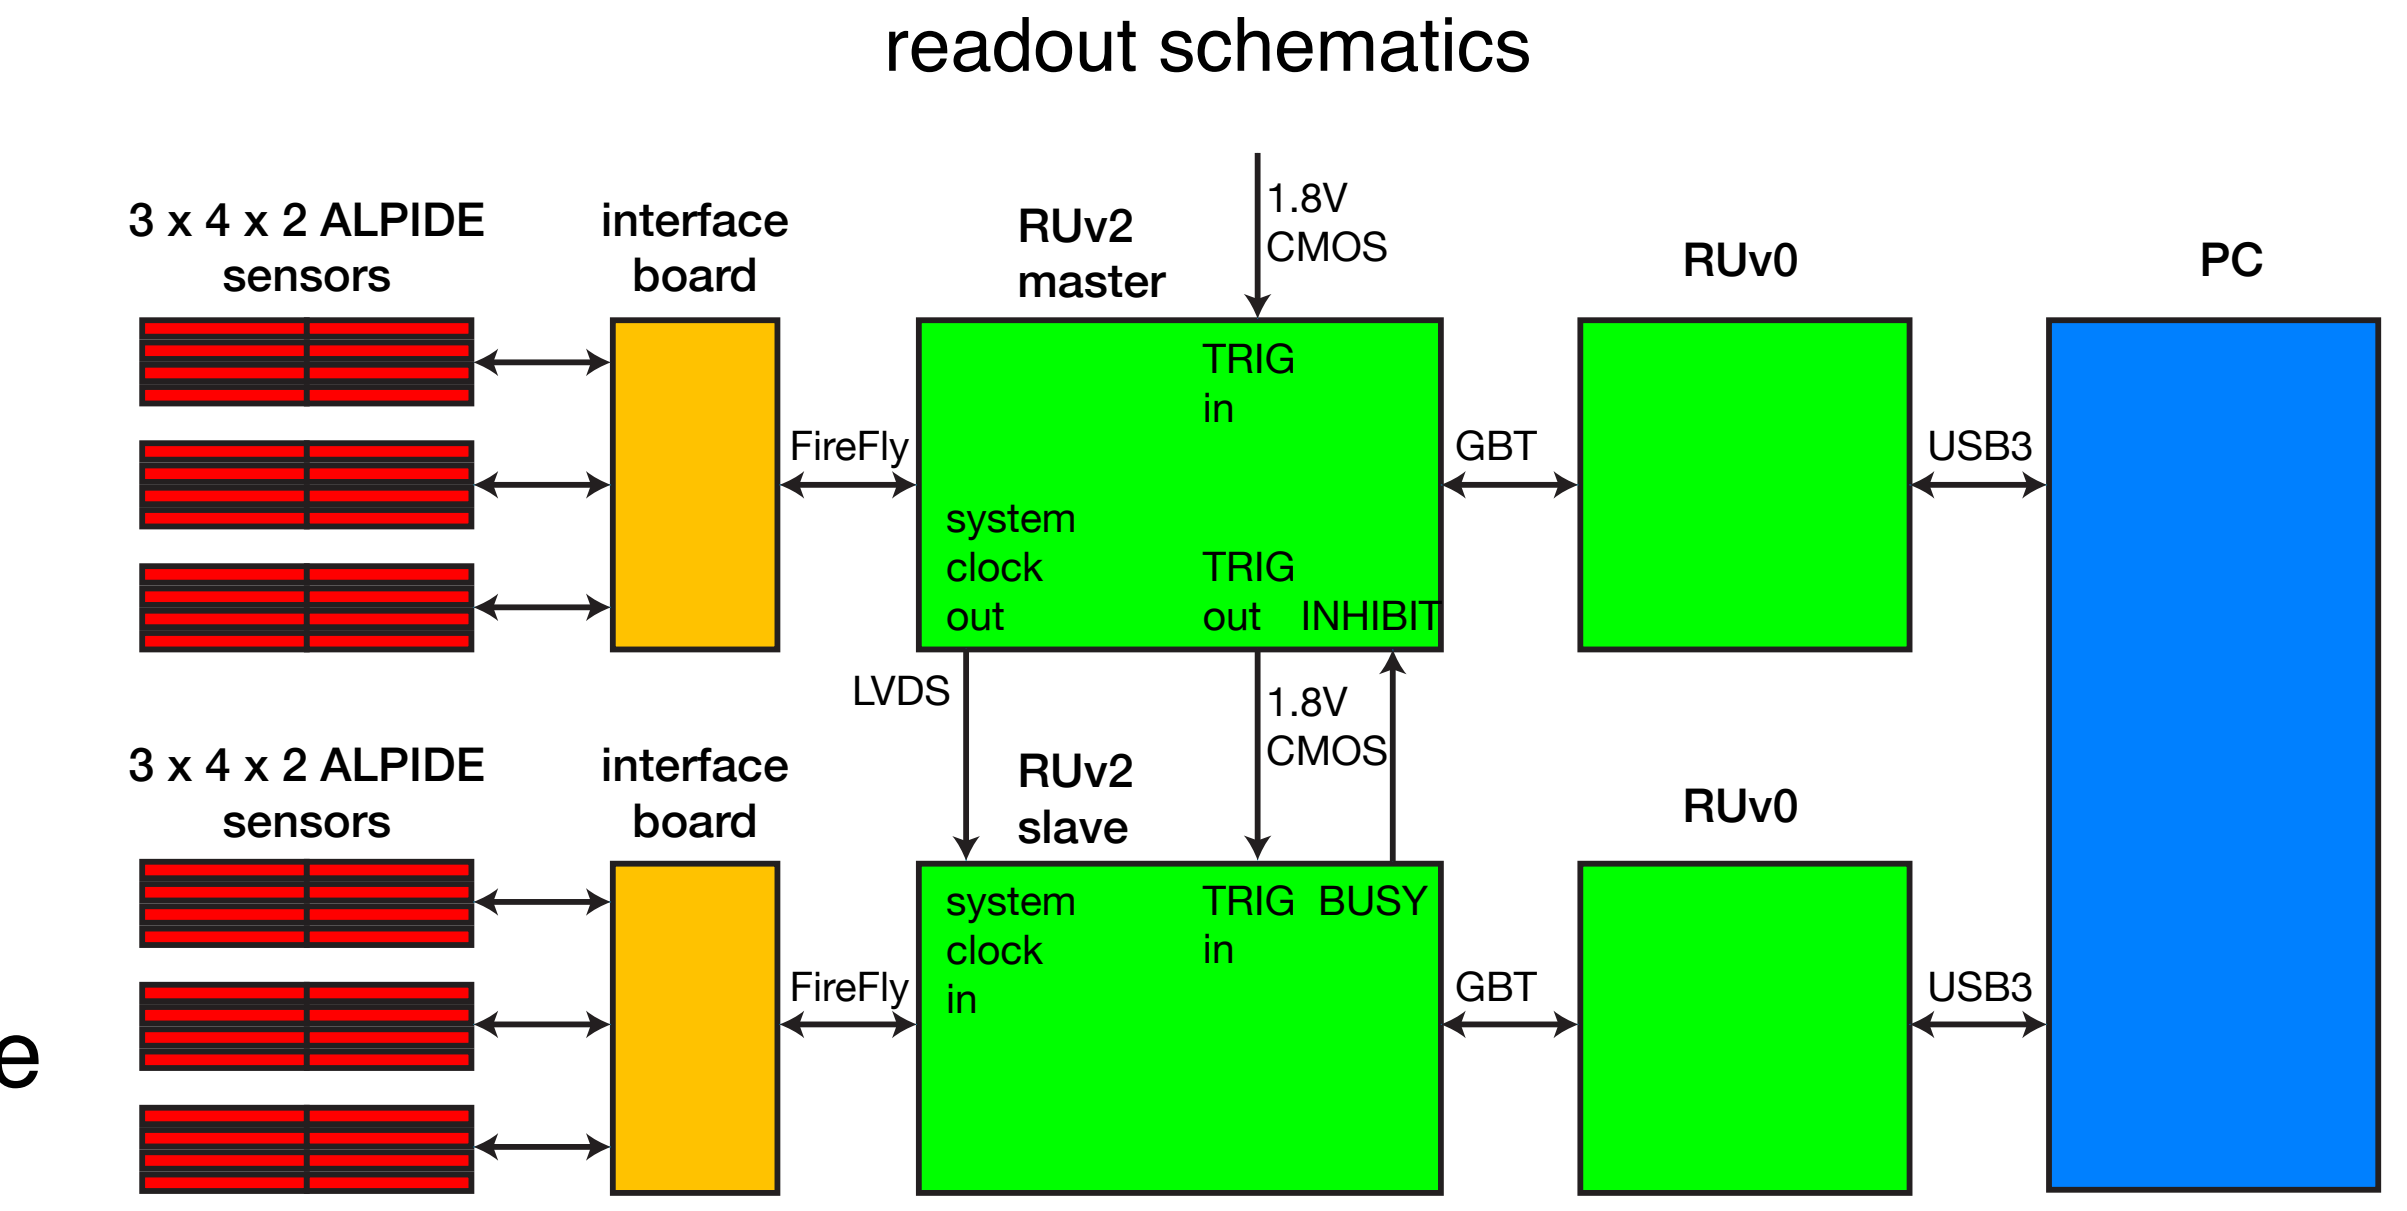 readout schematics
3 x 4 x 2 ALPIDE
sensors
interface
board
RUv2
master
1.8V
CMOS
RUv0
PC
TRIG
in
FireFly
GBT
USB3
system
clock
out
TRIG
out
INHIBIT
LVDS
1.8V
CMOS
3 x 4 x 2 ALPIDE
sensors
interface
board
RUv2
slave
RUv0
system
clock
in
TRIG
in
BUSY
FireFly
GBT
USB3
e